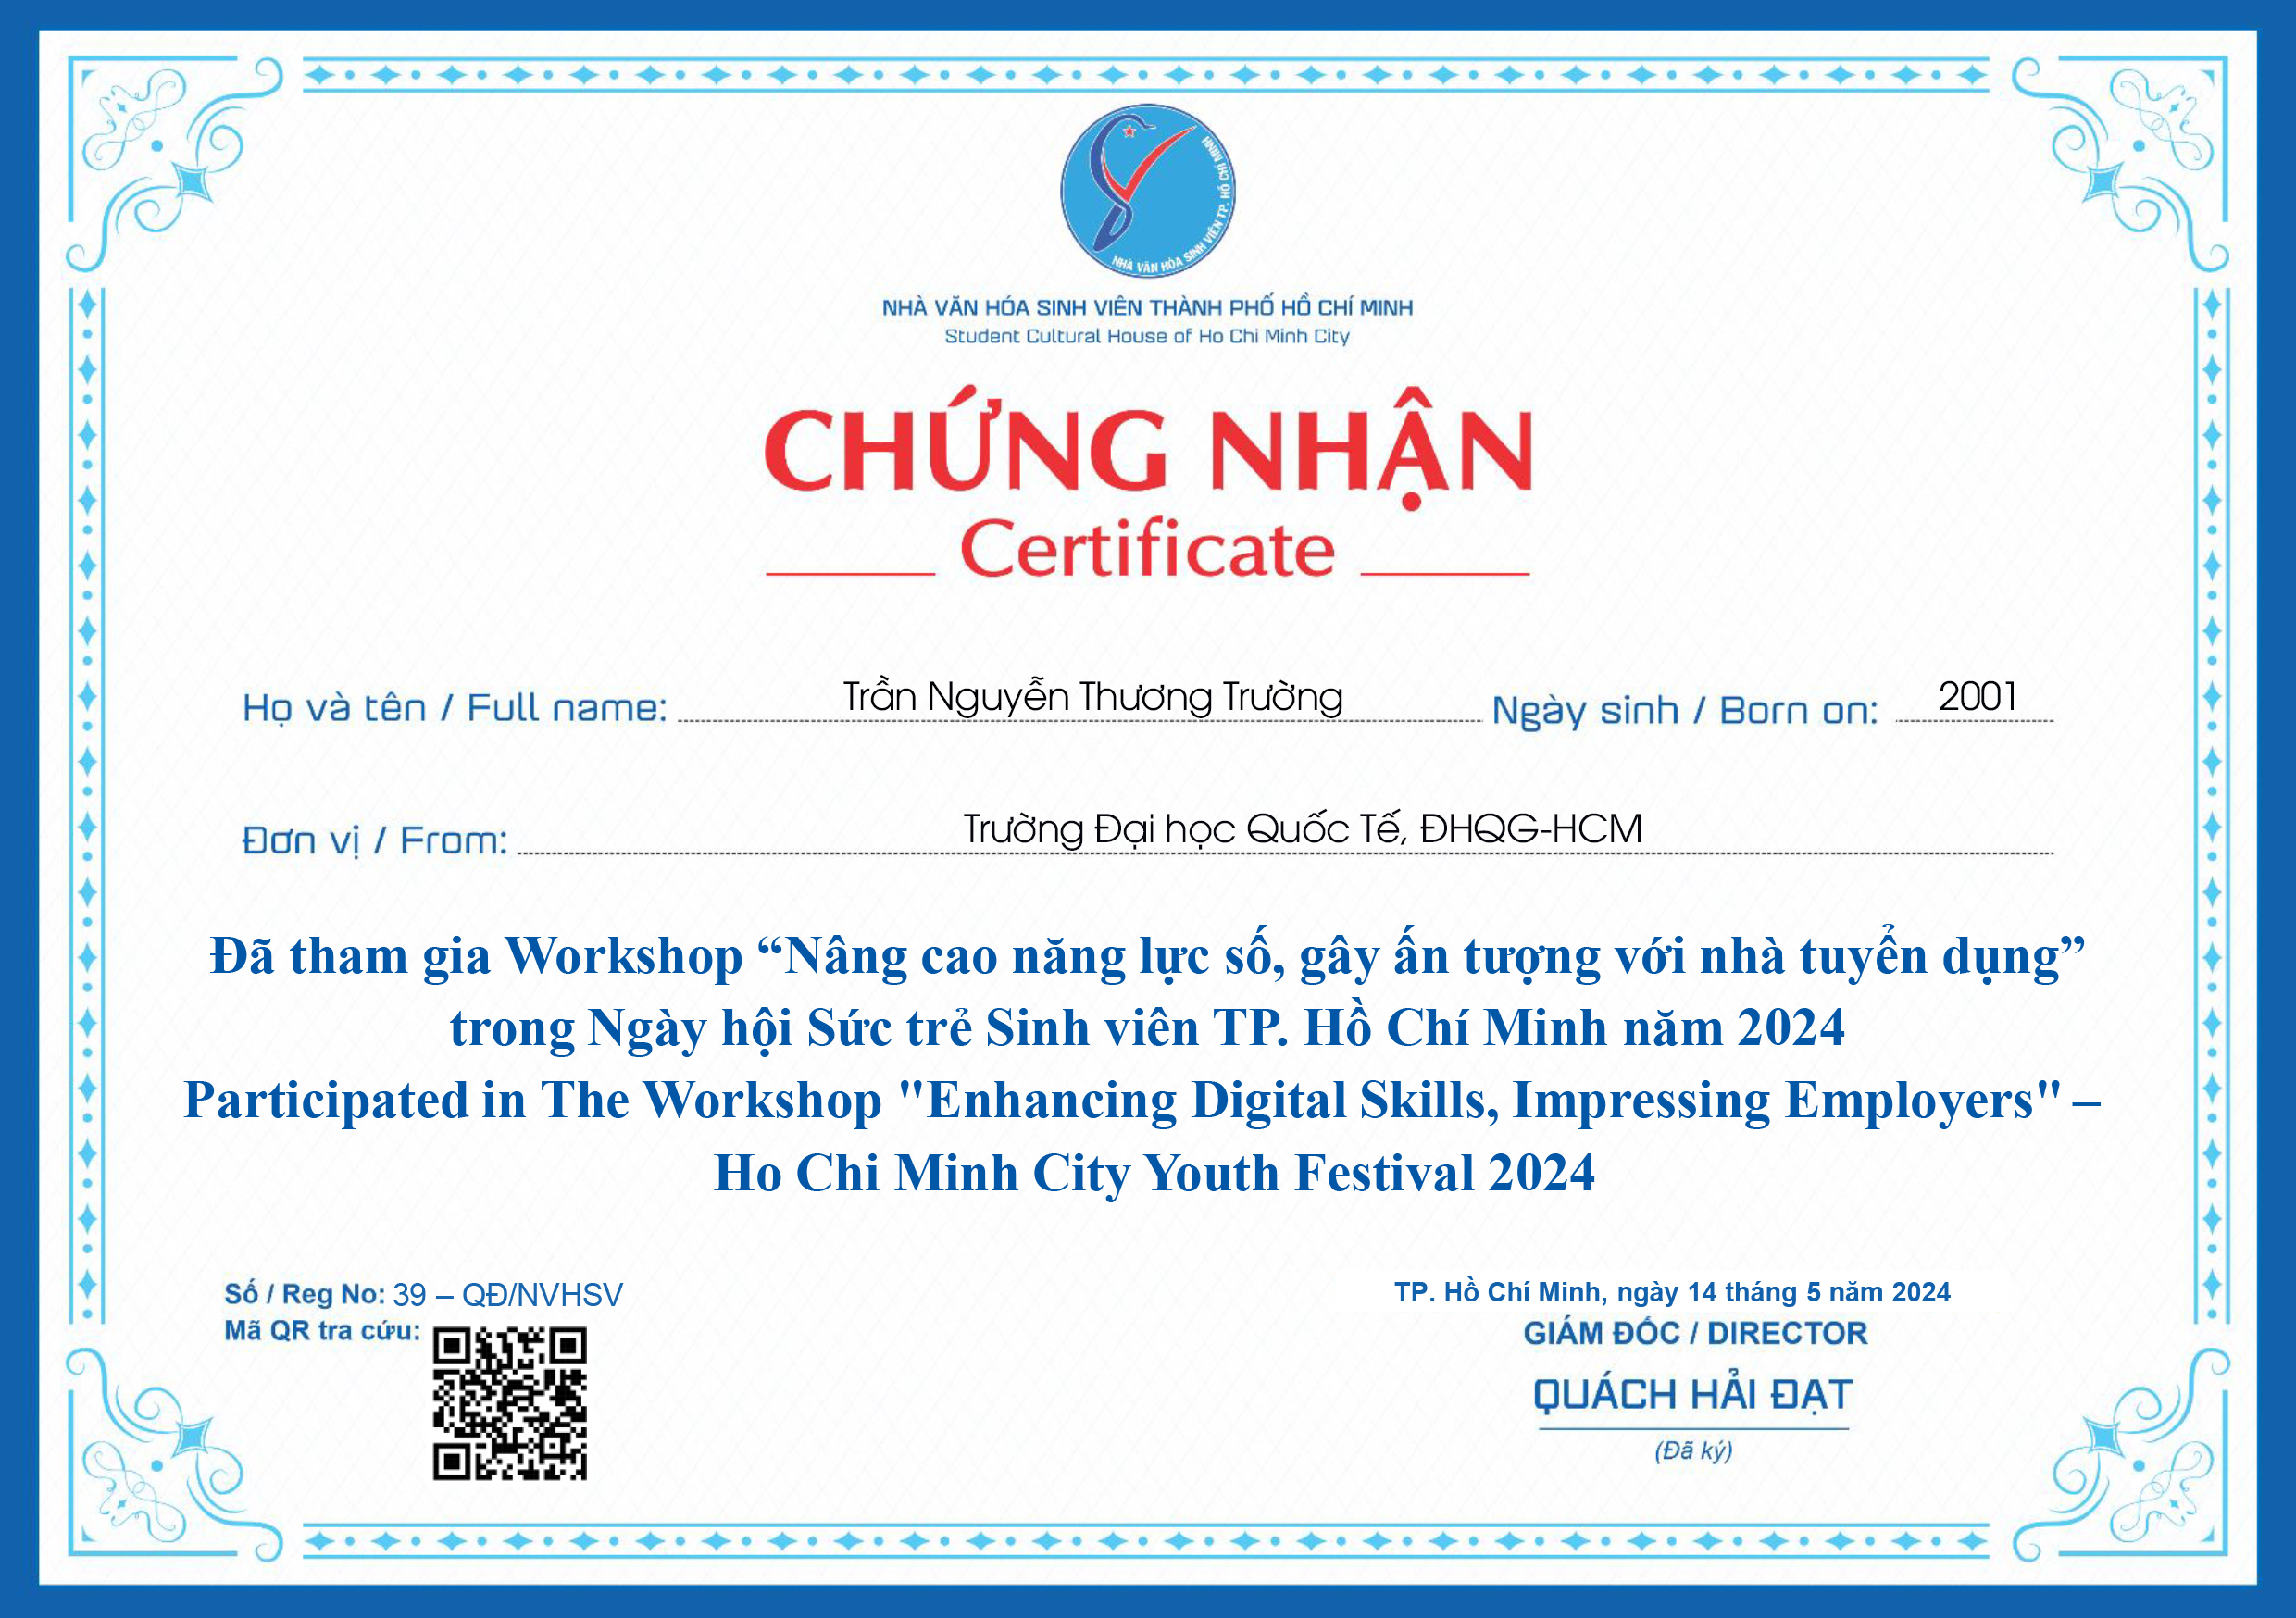 NHÀ VĂN HÓA SINH VIÊN TP. HỒ CHÍ MINH
NHÀ VĂN HÓA SINH VIÊN THÀNH PHỐ HỒ CHÍ MINH
Student Cultural House of Ho Chi Minh City
CHỨNG NHẬN
Certificate
Họ và tên / Full name: Trần Nguyễn Thương Trường Ngày sinh / Born on: 2001
Đơn vị / From: Trường Đại học Quốc Tế, ĐHQG-HCM
Đã tham gia Workshop “Nâng cao năng lực số, gây ấn tượng với nhà tuyển dụng”
trong Ngày hội Sức trẻ Sinh viên TP. Hồ Chí Minh năm 2024
Participated in The Workshop "Enhancing Digital Skills, Impressing Employers" –
Ho Chi Minh City Youth Festival 2024
Số / Reg No: 39 – QĐ/NVHSV
Mã QR tra cứu:
TP. Hồ Chí Minh, ngày 14 tháng 5 năm 2024
GIÁM ĐỐC / DIRECTOR
QUÁCH HẢI ĐẠT
(Đã ký)